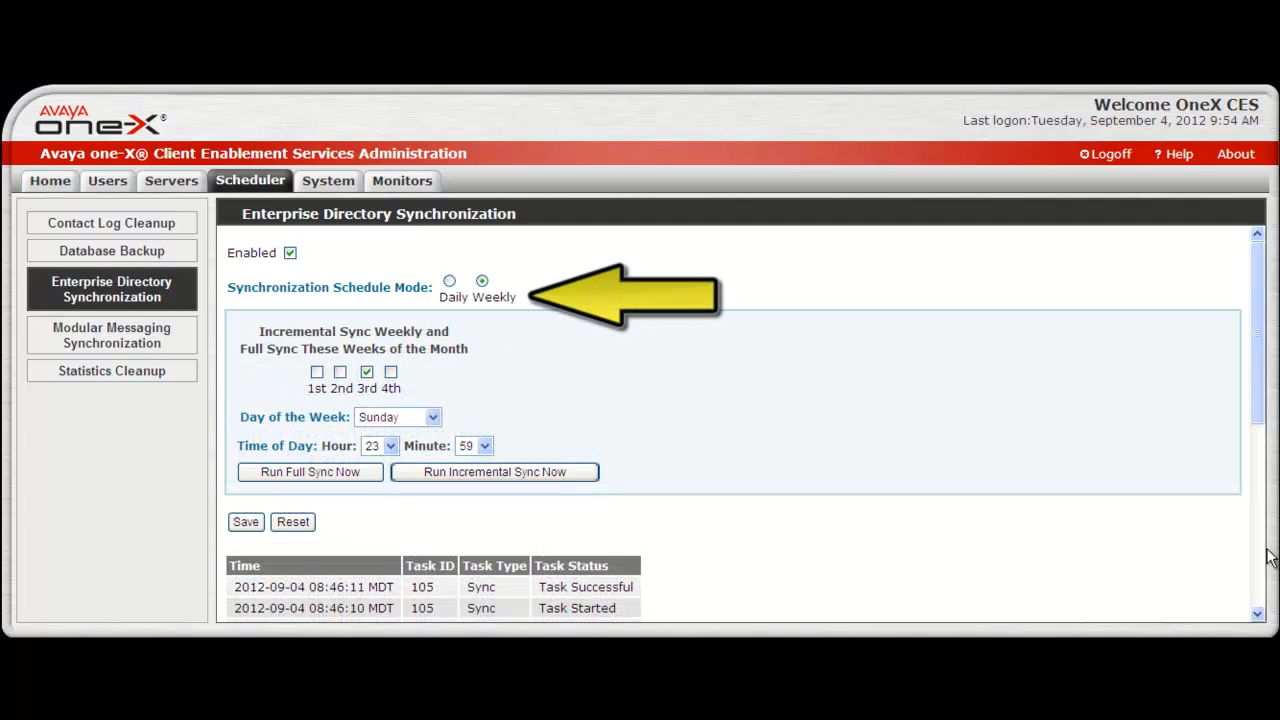 AVAYA
one-X®
Welcome OneX CES
Last logon:Tuesday, September 4, 2012 9:54 AM
Avaya one-X® Client Enablement Services Administration
Logoff ? Help About
Home Users Servers Scheduler System Monitors
Contact Log Cleanup
Database Backup
Enterprise Directory
Synchronization
Modular Messaging
Synchronization
Statistics Cleanup
Enterprise Directory Synchronization
Enabled
Synchronization Schedule Mode:
Daily Weekly
Incremental Sync Weekly and
Full Sync These Weeks of the Month
1st 2nd 3rd 4th
Day of the Week: Sunday
Time of Day: Hour: 23 Minute: 59
Run Full Sync Now Run Incremental Sync Now
Save Reset
Time Task ID Task Type Task Status
2012-09-04 08:46:11 MDT 105 Sync Task Successful
2012-09-04 08:46:10 MDT 105 Sync Task Started